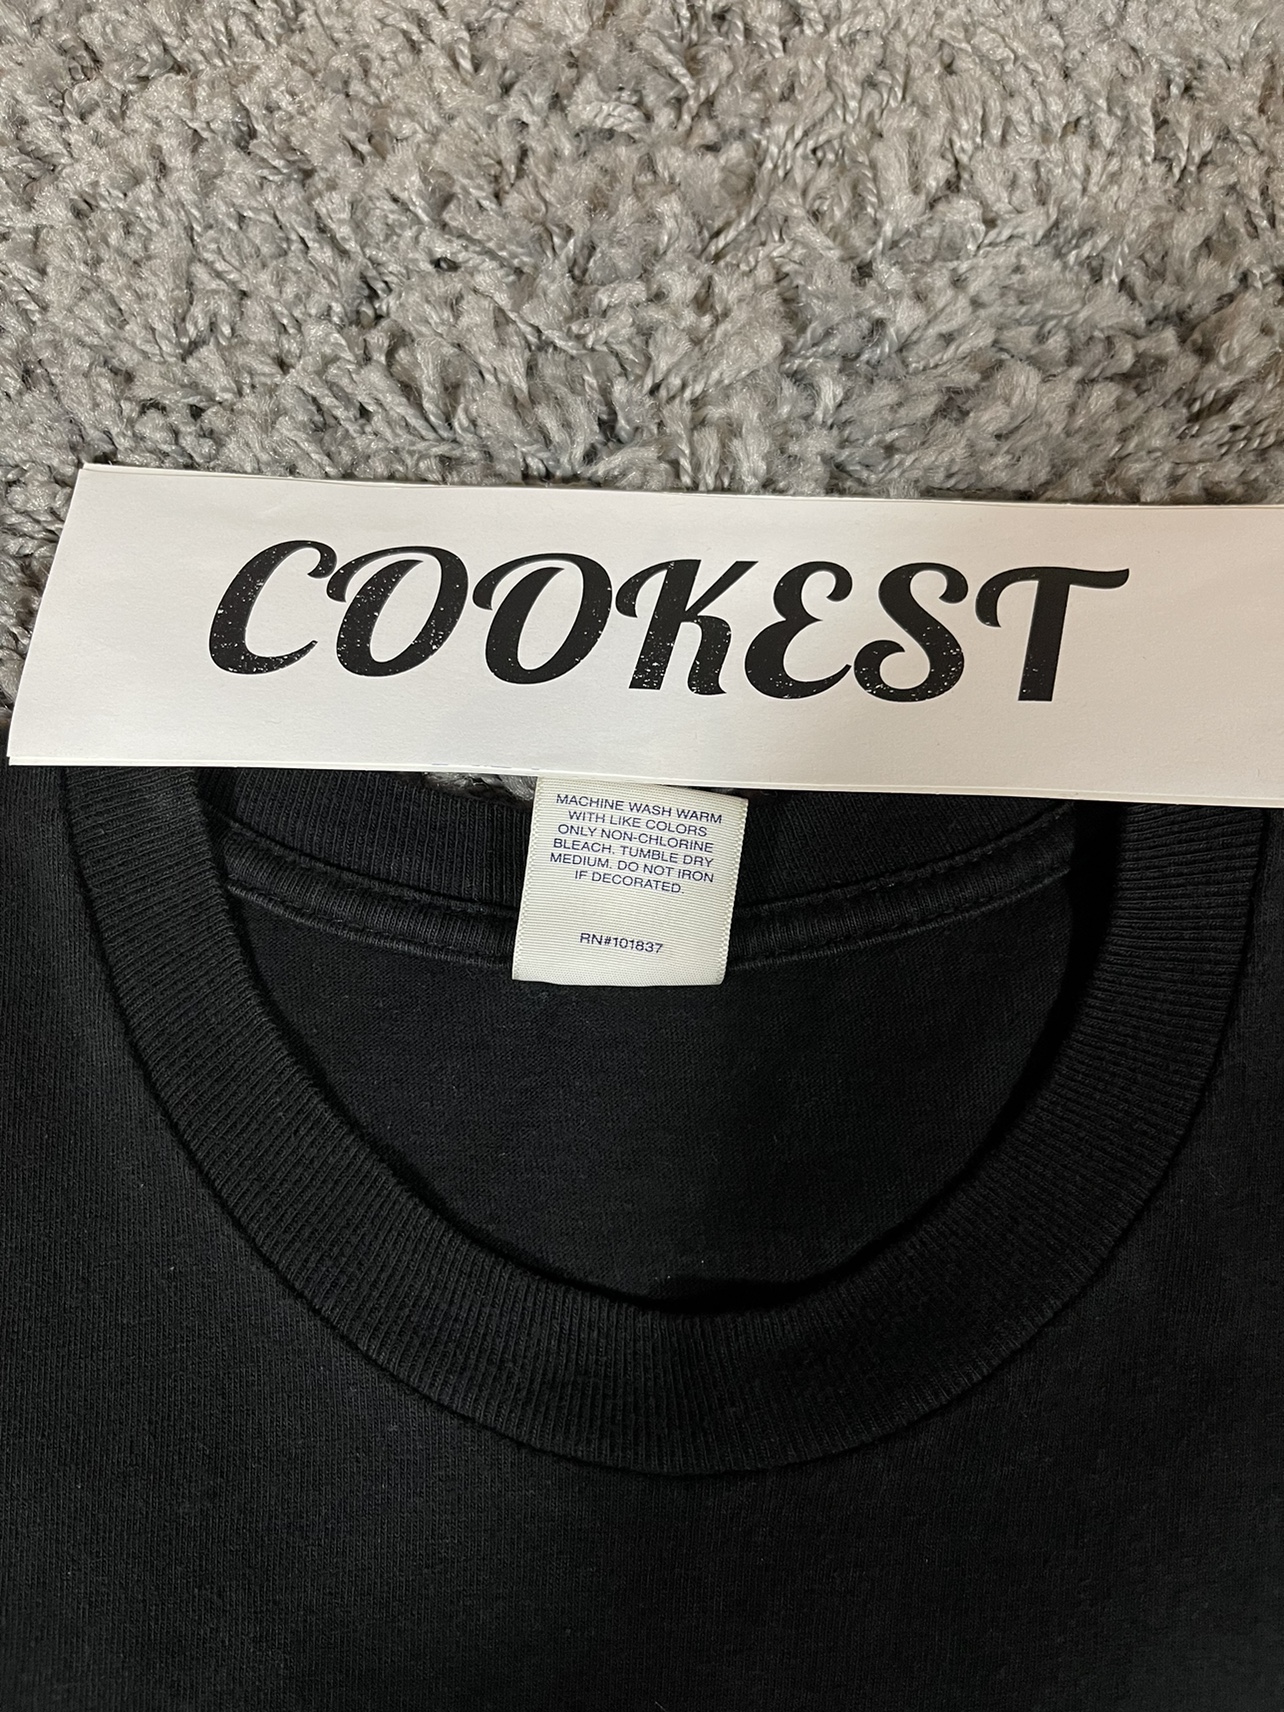 COOKEST
MACHINE WASH WARM
WITH LIKE COLORS
ONLY NON-CHLORINE
BLEACH. TUMBLE DRY
MEDIUM. DO NOT IRON
IF DECORATED.
RN#101837